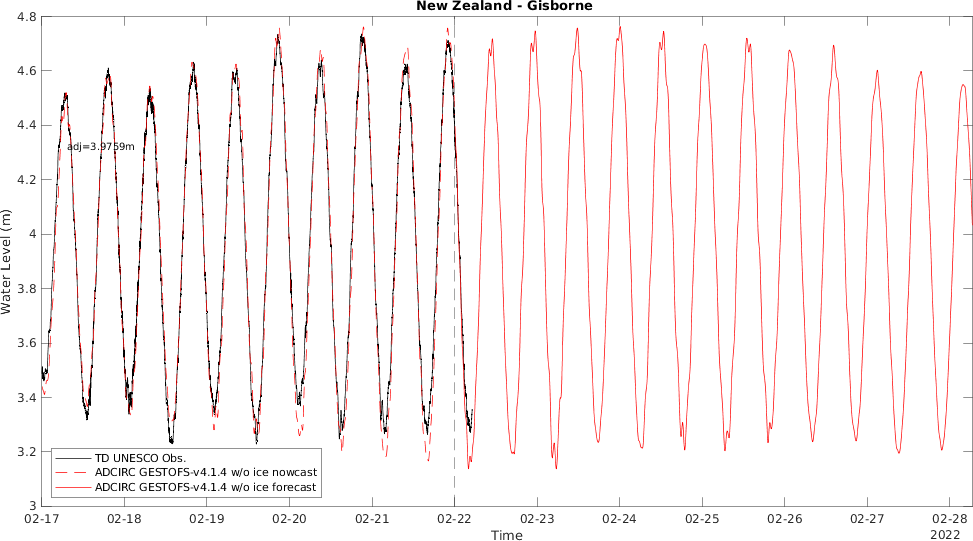 New Zealand - Gisborne
4.8
4.6
4.4
4.2
4
3.8
3.6
3.4
3.2
3
Water Level (m)
adj=3.9759m
TD UNESCO Obs.
ADCIRC GESTOFS-v4.1.4 w/o ice nowcast
ADCIRC GESTOFS-v4.1.4 w/o ice forecast
02-17 02-18 02-19 02-20 02-21 02-22 02-23 02-24 02-25 02-26 02-27 02-28
2022
Time